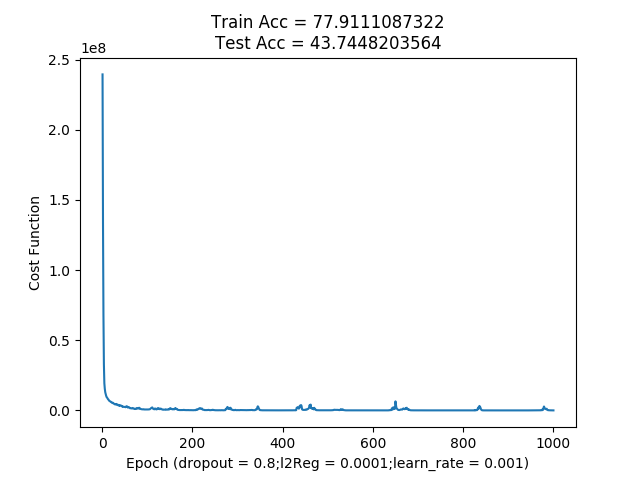 Train Acc = 77.9111087322
Test Acc = 43.7448203564
1e8
2.5
2.0
1.5
1.0
0.5
0.0
Cost Function
0 200 400 600 800 1000
Epoch (dropout = 0.8;l2Reg = 0.0001;learn_rate = 0.001)